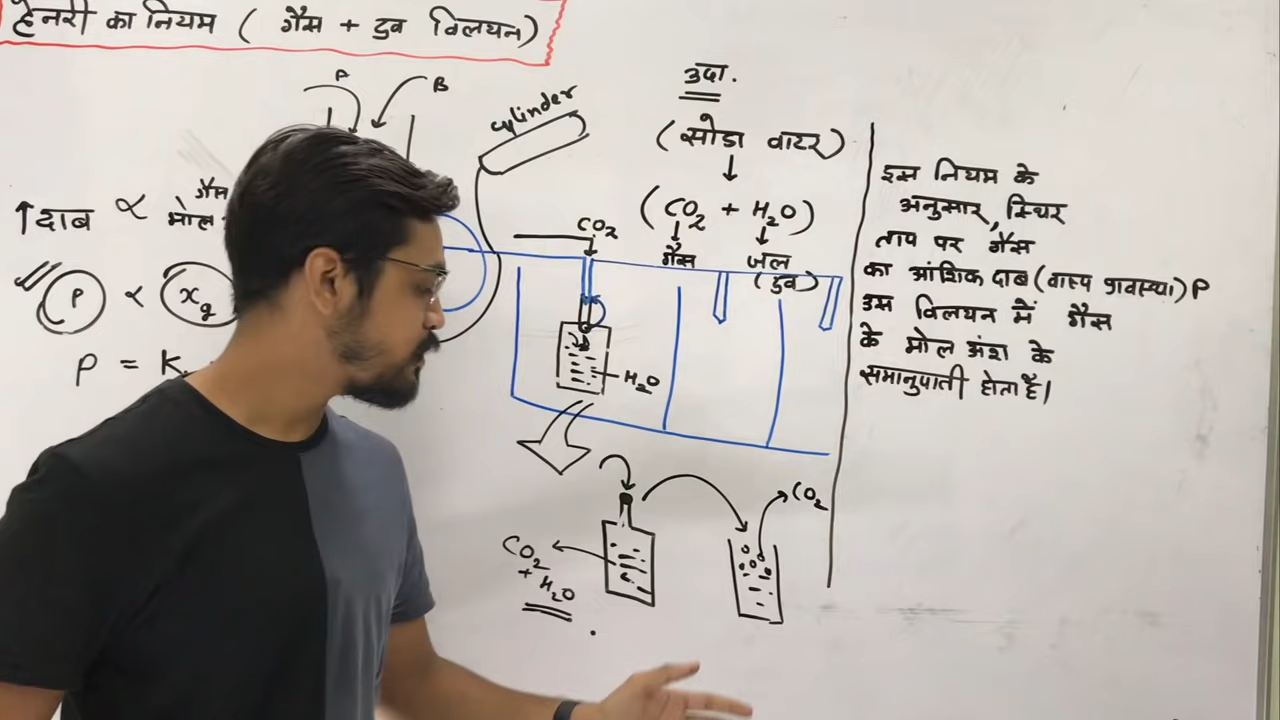 हेनरी का नियम ( गैस + द्रव विलयन )
A
B
cylinder
↑दाब ∝ गैस
मोल
P ∝ xg
P = K
CO₂
H₂O
उदा.
(सोडा वाटर)
↓
(CO₂ + H₂O)
↓ ↓
गैस जल
(द्रव)
CO₂
+ H₂O
CO₂
इस नियम के
अनुसार, स्थिर
ताप पर गैस
का आंशिक दाब (वाष्प अवस्था) P
उस विलयन में गैस
के मोल अंश के
समानुपाती होता है।